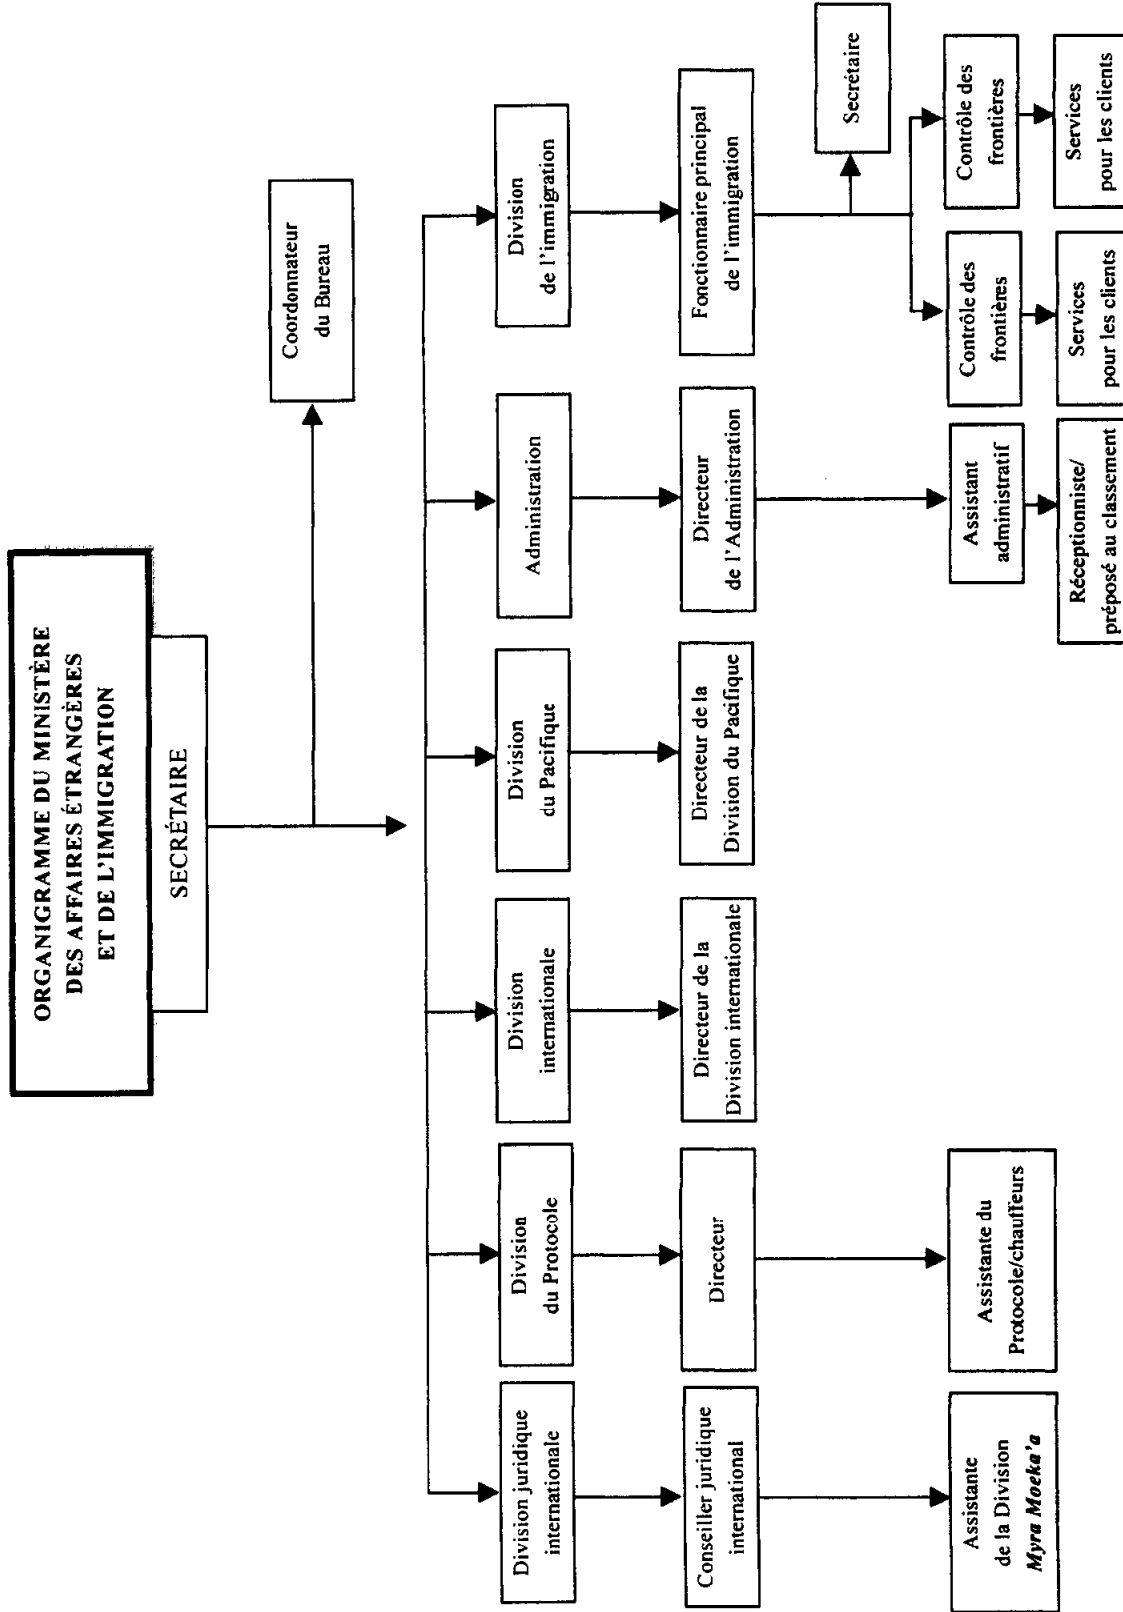 ORGANIGRAMME DU MINISTÈRE
DES AFFAIRES ÉTRANGÈRES
ET DE L'IMMIGRATION
SECRÉTAIRE
Coordonnateur
du Bureau
Division juridique
internationale
Division
du Protocole
Division
internationale
Division
du Pacifique
Administration
Division
de l'immigration
Conseiller juridique
international
Directeur
Directeur de la
Division internationale
Directeur de la
Division du Pacifique
Directeur
de l'Administration
Fonctionnaire principal
de l'immigration
Secrétaire
Assistante
de la Division
Myra Moeka'a
Assistante du
Protocole/chauffeurs
Assistant
administratif
Contrôle des
frontières
Contrôle des
frontières
Réceptionniste/
préposé au classement
Services
pour les clients
Services
pour les clients